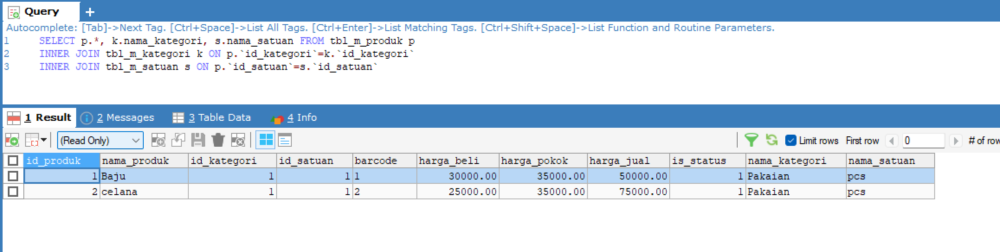 Query
Autocomplete: [Tab]->Next Tag. [Ctrl+Space]->List All Tags. [Ctrl+Enter]->List Matching Tags. [Ctrl+Shift+Space]->List Function and Routine Parameters.
1 SELECT p.*, k.nama_kategori, s.nama_satuan FROM tbl_m_produk p
2 INNER JOIN tbl_m_kategori k ON p.`id_kategori`=k.`id_kategori`
3 INNER JOIN tbl_m_satuan s ON p.`id_satuan`=s.`id_satuan`
1 Result 2 Messages 3 Table Data 4 Info
(Read Only) Limit rows First row 0 # of row
id_produk nama_produk id_kategori id_satuan barcode harga_beli harga_pokok harga_jual is_status nama_kategori nama_satuan
1 Baju 1 1 1 30000.00 35000.00 50000.00 1 Pakaian pcs
2 celana 1 1 2 25000.00 35000.00 75000.00 1 Pakaian pcs